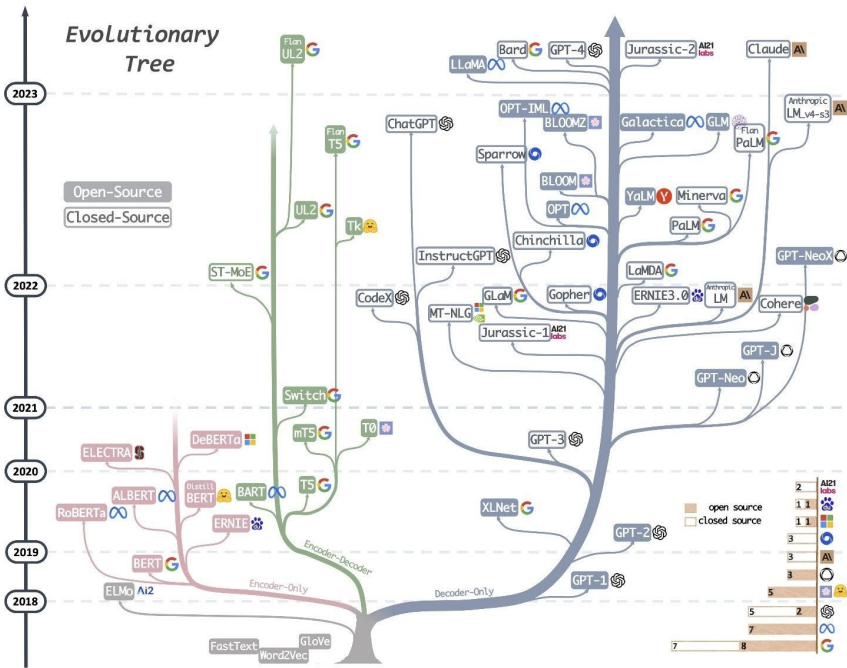 Evolutionary
Tree
Open-Source
Closed-Source
2023
2022
2021
2020
2019
2018
Flan
UL2
Flan
T5
UL2
Tk
ST-MoE
Switch
mT5
T0
T5
BART
Encoder-Decoder
DeBERTa
ELECTRA
ALBERT
Distill
BERT
RoBERTa
ERNIE
BERT
Encoder-Only
ELMo
Ai2
FastText
Word2Vec
GloVe
Bard
GPT-4
Jurassic-2
AI21
labs
Claude
A\
LLaMA
Anthropic
LM_v4-s3
A\
OPT-IML
BLOOMZ
Galactica
GLM
Flan
PaLM
ChatGPT
Sparrow
BLOOM
OPT
YaLM
Y
Minerva
PaLM
Chinchilla
InstructGPT
GPT-NeoX
LaMDA
CodeX
GLaM
Gopher
ERNIE3.0
Anthropic
LM
A\
Cohere
MT-NLG
Jurassic-1
AI21
labs
GPT-J
GPT-Neo
GPT-3
XLNet
GPT-2
GPT-1
Decoder-Only
open source
closed source
2
AI21
labs
1 1
1 1
3
3
A\
3
5
5 2
7
7 8